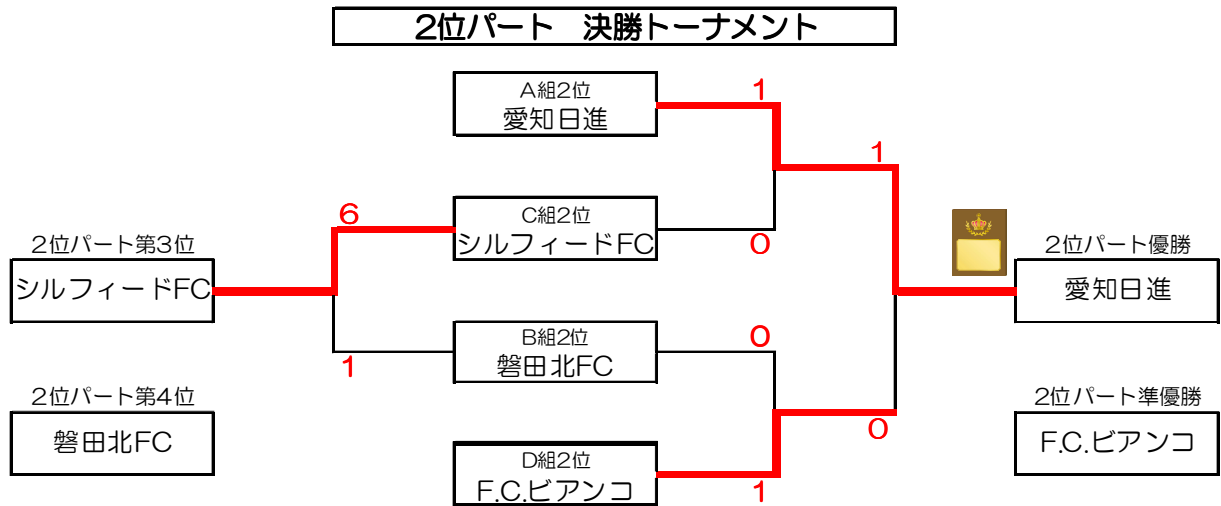 2位パート　決勝トーナメント
A組2位
愛知日進
1
1
6
C組2位
シルフィードFC
0
2位パート第3位
シルフィードFC
2位パート優勝
愛知日進
B組2位
磐田北FC
0
1
2位パート第4位
磐田北FC
2位パート準優勝
F.C.ビアンコ
0
D組2位
F.C.ビアンコ
1